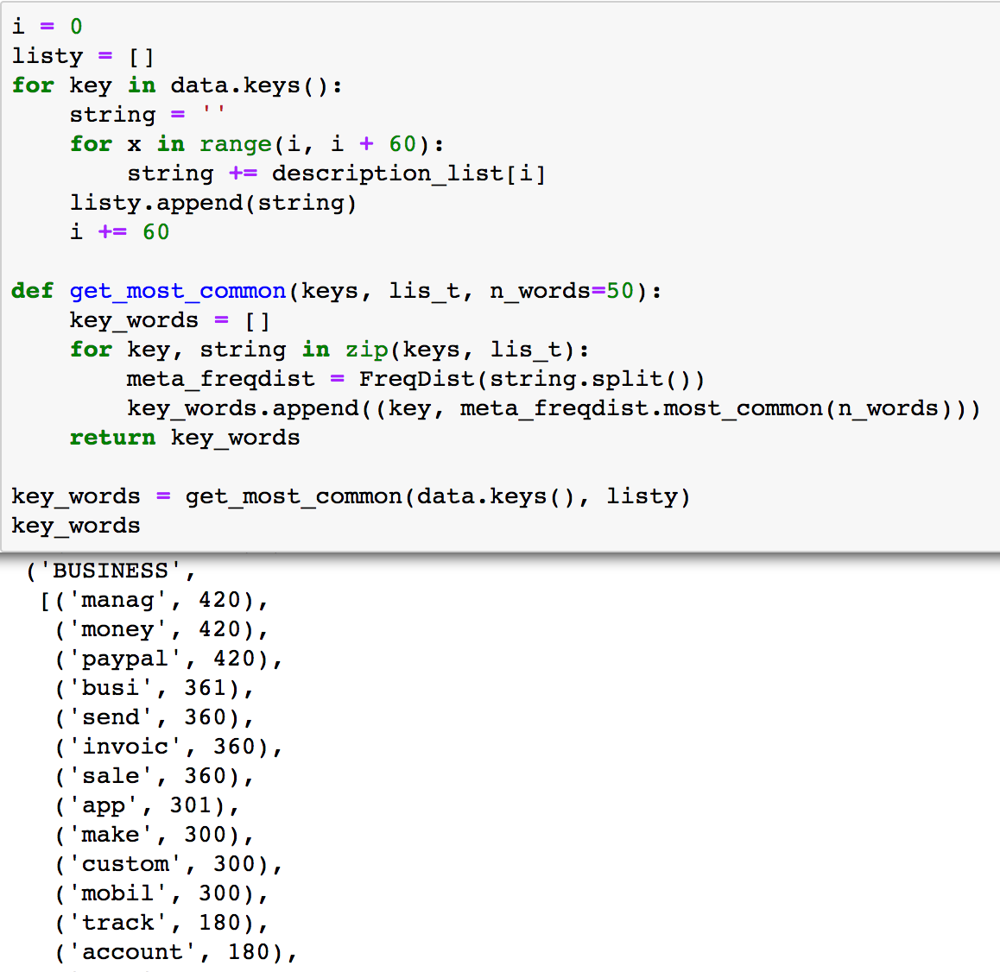 i = 0
listy = []
for key in data.keys():
    string = ''
    for x in range(i, i + 60):
        string += description_list[i]
    listy.append(string)
    i += 60

def get_most_common(keys, lis_t, n_words=50):
    key_words = []
    for key, string in zip(keys, lis_t):
        meta_freqdist = FreqDist(string.split())
        key_words.append((key, meta_freqdist.most_common(n_words)))
    return key_words

key_words = get_most_common(data.keys(), listy)
key_words
('BUSINESS',
 [('manag', 420),
  ('money', 420),
  ('paypal', 420),
  ('busi', 361),
  ('send', 360),
  ('invoic', 360),
  ('sale', 360),
  ('app', 301),
  ('make', 300),
  ('custom', 300),
  ('mobil', 300),
  ('track', 180),
  ('account', 180),